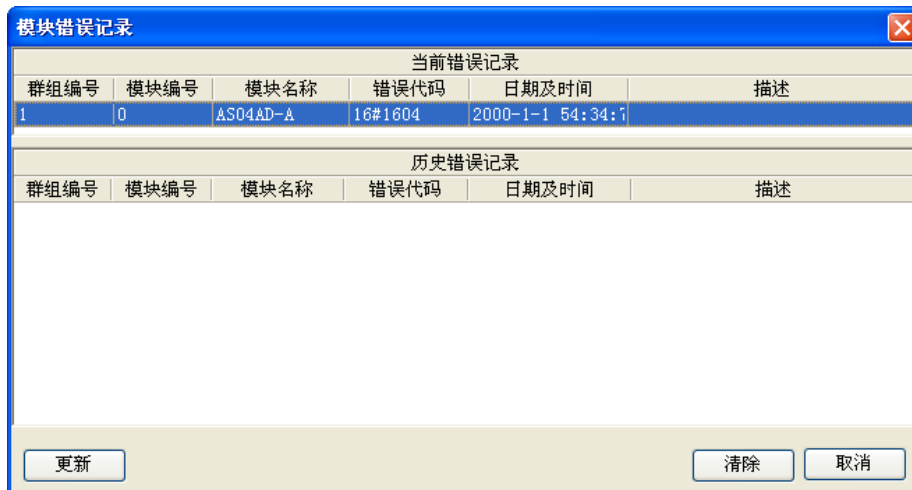 模块错误记录
当前错误记录
群组编号 模块编号 模块名称 错误代码 日期及时间 描述
1 0 AS04AD-A 16#1604 2000-1-1 54:34:
历史错误记录
群组编号 模块编号 模块名称 错误代码 日期及时间 描述
更新 清除 取消